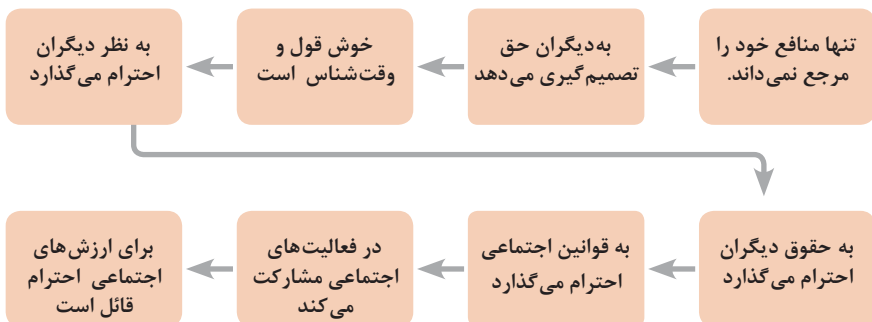 تنها منافع خود را
مرجع نمی‌داند.
به‌دیگران حق
تصمیم‌گیری می‌دهد
خوش قول و
وقت‌شناس است
به نظر دیگران
احترام می‌گذارد
به حقوق دیگران
احترام می‌گذارد
به قوانین اجتماعی
احترام می‌گذارد
در فعالیت‌های
اجتماعی مشارکت
می‌کند
برای ارزش‌های
اجتماعی احترام
قائل است